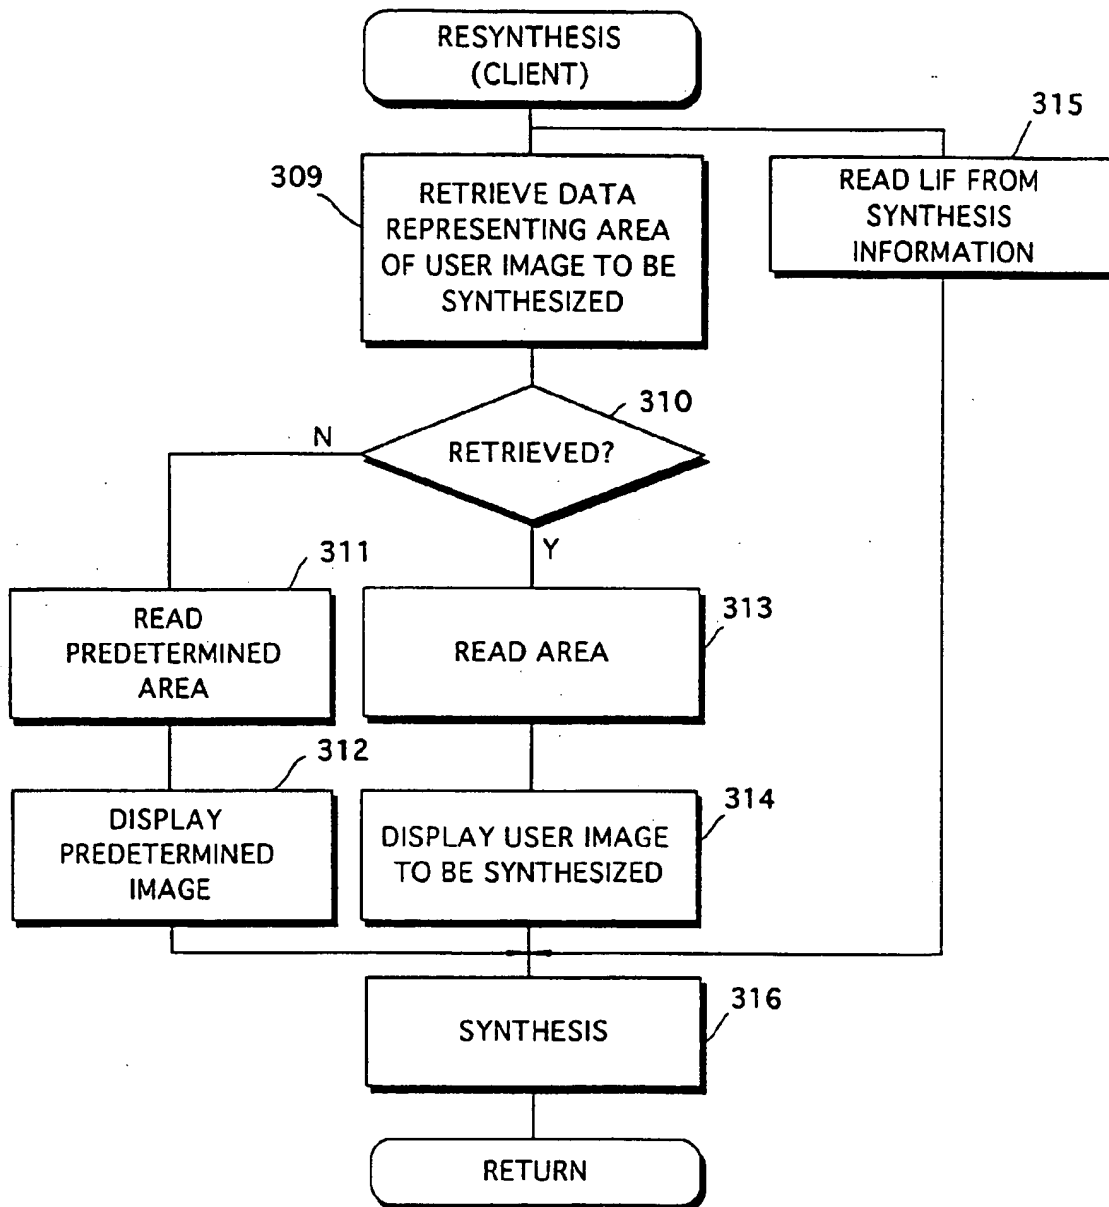 RESYNTHESIS
(CLIENT)
315
309
RETRIEVE DATA
REPRESENTING AREA
OF USER IMAGE TO BE
SYNTHESIZED
READ LIF FROM
SYNTHESIS
INFORMATION
310
N
RETRIEVED?
Y
311
READ
PREDETERMINED
AREA
313
READ AREA
312
DISPLAY
PREDETERMINED
IMAGE
314
DISPLAY USER IMAGE
TO BE SYNTHESIZED
316
SYNTHESIS
RETURN